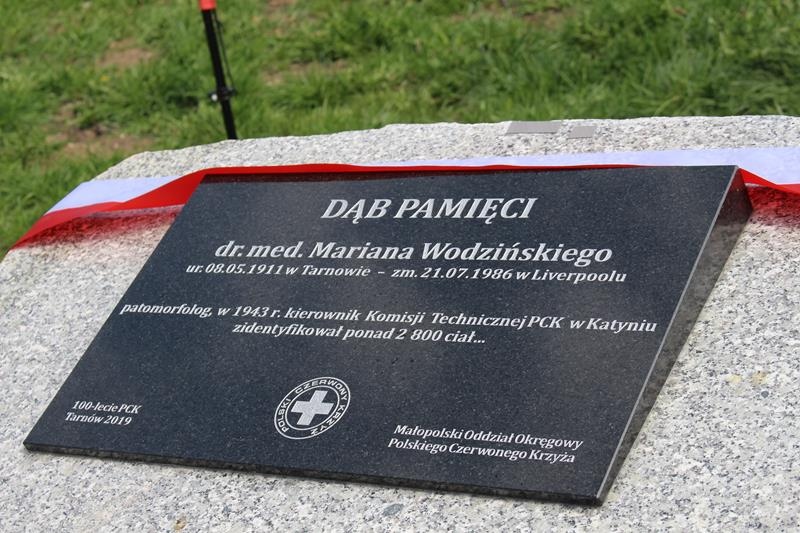 DĄB PAMIĘCI
dr. med. Mariana Wodzińskiego
ur. 08.05.1911 w Tarnowie – zm. 21.07.1986 w Liverpoolu
patomorfolog, w 1943 r. kierownik Komisji Technicznej PCK w Katyniu
zidentyfikował ponad 2 800 ciał...
100-lecie PCK
Tarnów 2019
POLSKI CZERWONY KRZYŻ
Małopolski Oddział Okręgowy
Polskiego Czerwonego Krzyża